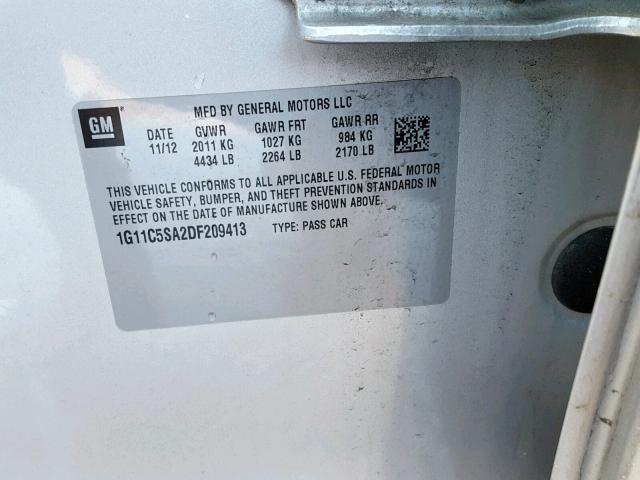 GM
MFD BY GENERAL MOTORS LLC
DATE GVWR GAWR FRT GAWR RR
11/12 2011 KG 1027 KG 984 KG
4434 LB 2264 LB 2170 LB
THIS VEHICLE CONFORMS TO ALL APPLICABLE U.S. FEDERAL MOTOR
VEHICLE SAFETY, BUMPER, AND THEFT PREVENTION STANDARDS IN
EFFECT ON THE DATE OF MANUFACTURE SHOWN ABOVE.
1G11C5SA2DF209413 TYPE: PASS CAR